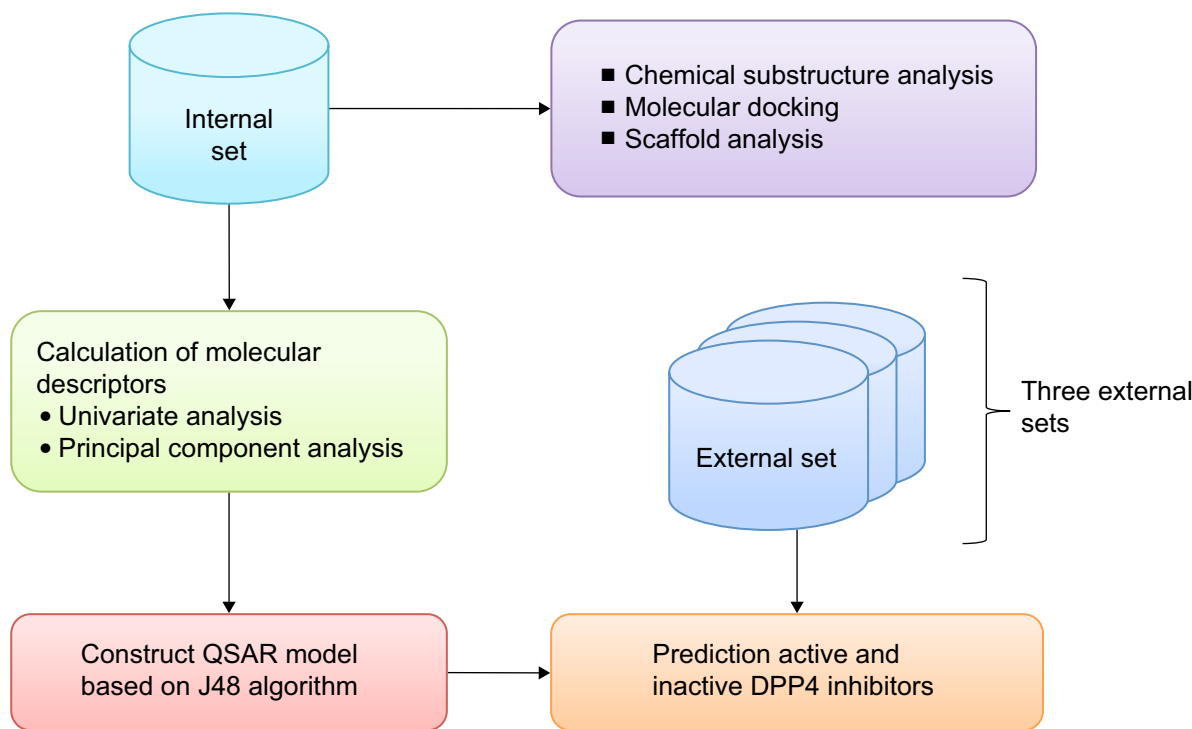 Internal
set
■ Chemical substructure analysis
■ Molecular docking
■ Scaffold analysis
Calculation of molecular
descriptors
• Univariate analysis
• Principal component analysis
External set
Three external
sets
Construct QSAR model
based on J48 algorithm
Prediction active and
inactive DPP4 inhibitors